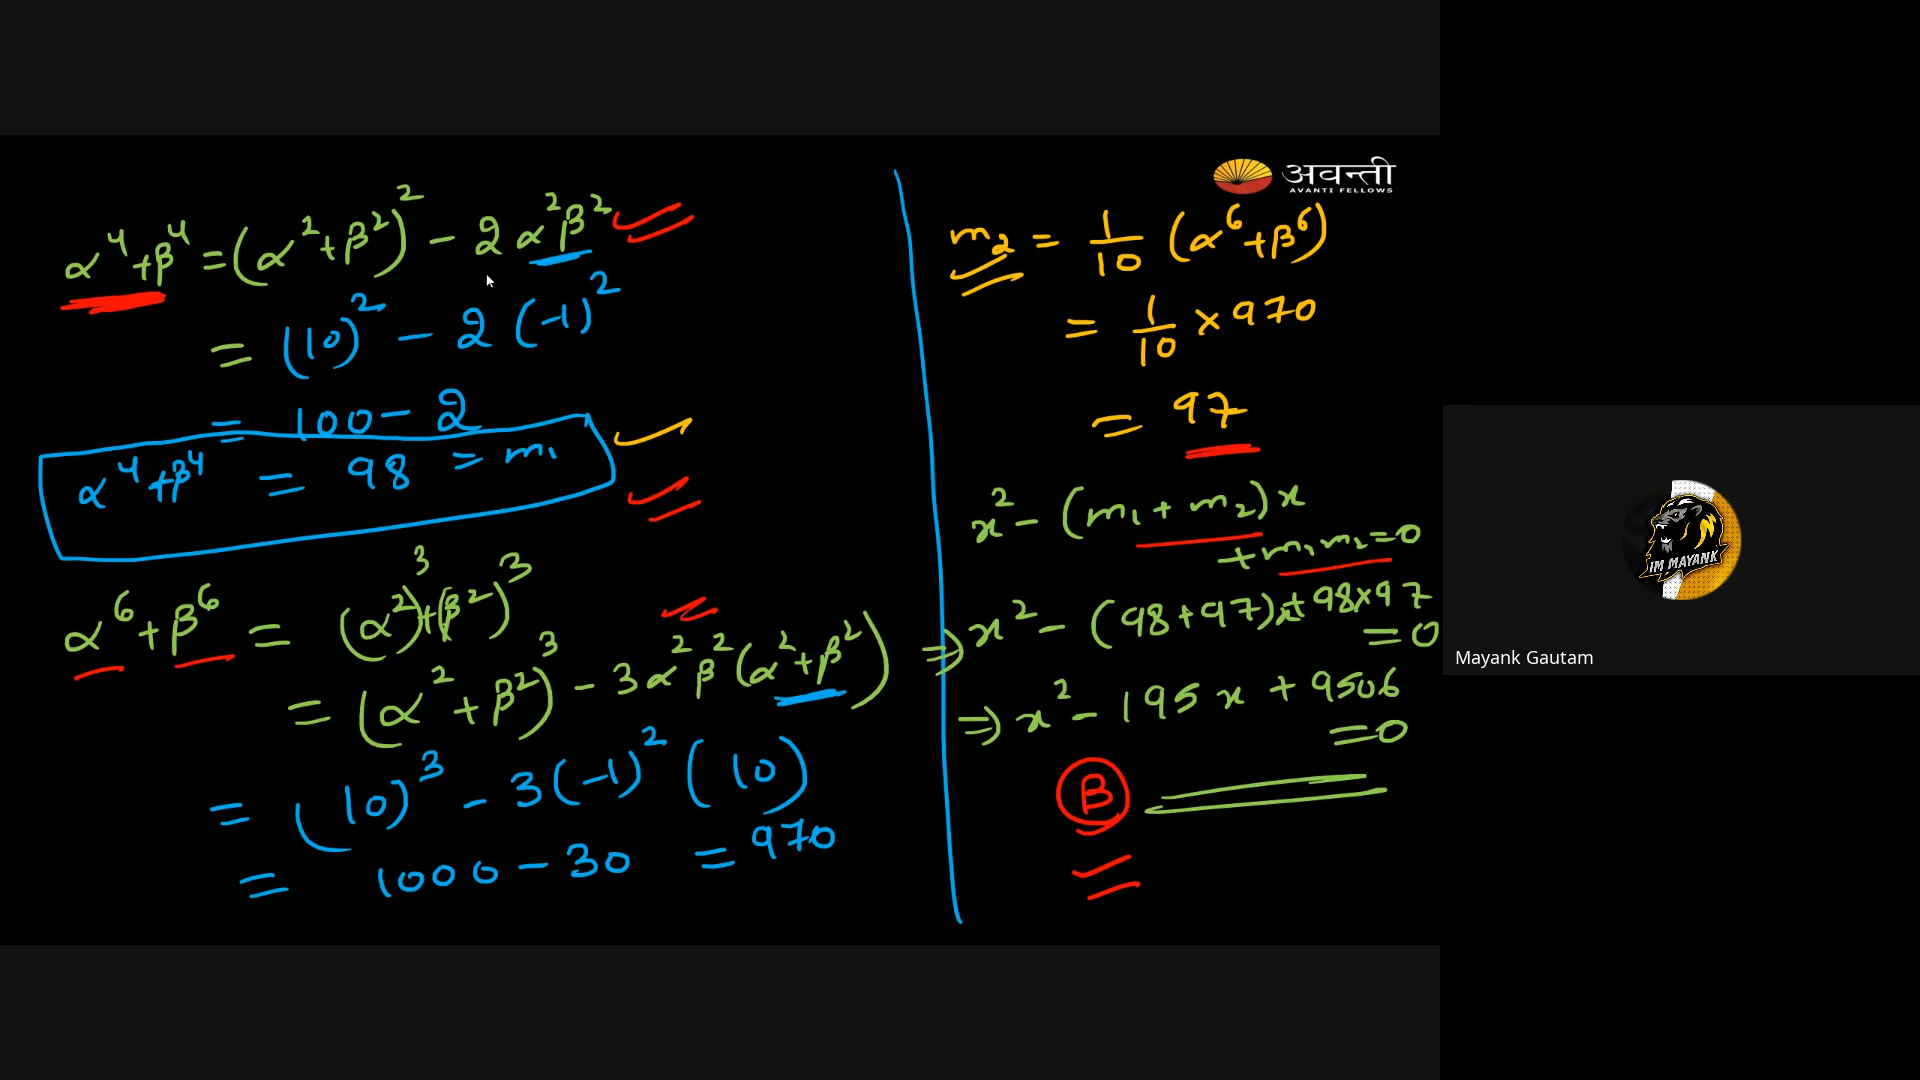 α⁴+β⁴ = (α²+β²)² − 2α²β²
= (10)² − 2(-1)²
= 100 − 2
α⁴+β⁴ = 98 = m₁
α⁶+β⁶ = (α²)³+(β²)³
= (α²+β²)³ − 3α²β²(α²+β²)
= (10)³ − 3(-1)²(10)
= 1000 − 30 = 970
अवन्ती
AVANTI FELLOWS
m₂ = 1/10 (α⁶+β⁶)
= 1/10 × 970
= 97
x² − (m₁ + m₂)x
+ m₁m₂ = 0
⇒ x² − (98+97)x + 98×97
= 0
⇒ x² − 195x + 9506
= 0
B
IM MAYANK
Mayank Gautam